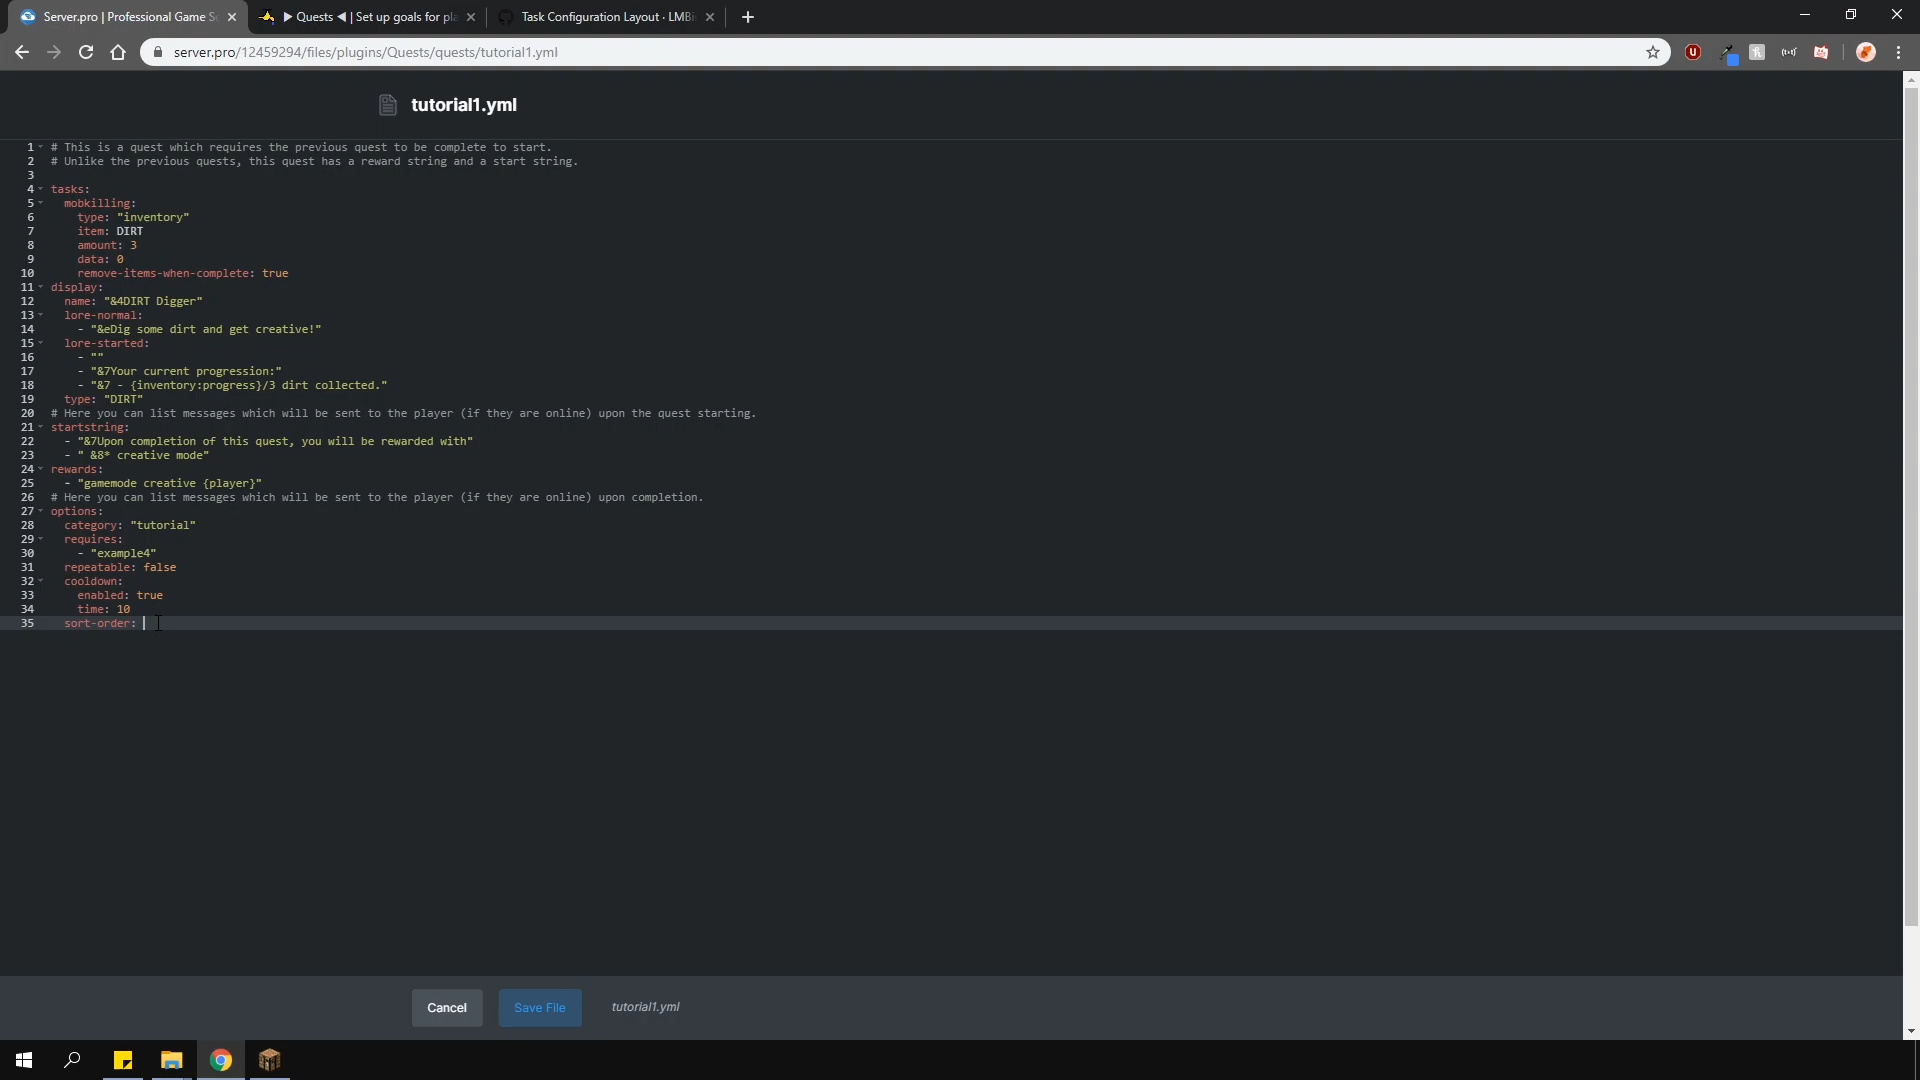 Server.pro | Professional Game S
▶ Quests ◀ | Set up goals for pla
Task Configuration Layout · LMBi
server.pro/12459294/files/plugins/Quests/quests/tutorial1.yml
tutorial1.yml
1 # This is a quest which requires the previous quest to be complete to start.
2 # Unlike the previous quests, this quest has a reward string and a start string.
3
4 tasks:
5 mobkilling:
6 type: "inventory"
7 item: DIRT
8 amount: 3
9 data: 0
10 remove-items-when-complete: true
11 display:
12 name: "&4DIRT Digger"
13 lore-normal:
14 - "&eDig some dirt and get creative!"
15 lore-started:
16 - ""
17 - "&7Your current progression:"
18 - "&7 - {inventory:progress}/3 dirt collected."
19 type: "DIRT"
20 # Here you can list messages which will be sent to the player (if they are online) upon the quest starting.
21 startstring:
22 - "&7Upon completion of this quest, you will be rewarded with"
23 - " &8* creative mode"
24 rewards:
25 - "gamemode creative {player}"
26 # Here you can list messages which will be sent to the player (if they are online) upon completion.
27 options:
28 category: "tutorial"
29 requires:
30 - "example4"
31 repeatable: false
32 cooldown:
33 enabled: true
34 time: 10
35 sort-order:
Cancel
Save File
tutorial1.yml